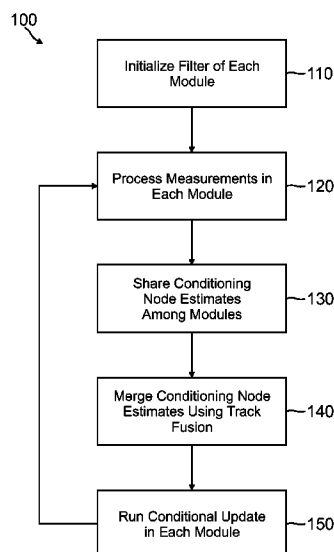 100
Initialize Filter of Each
Module
110
Process Measurements in
Each Module
120
Share Conditioning
Node Estimates
Among Modules
130
Merge Conditioning Node
Estimates Using Track
Fusion
140
Run Conditional Update
in Each Module
150